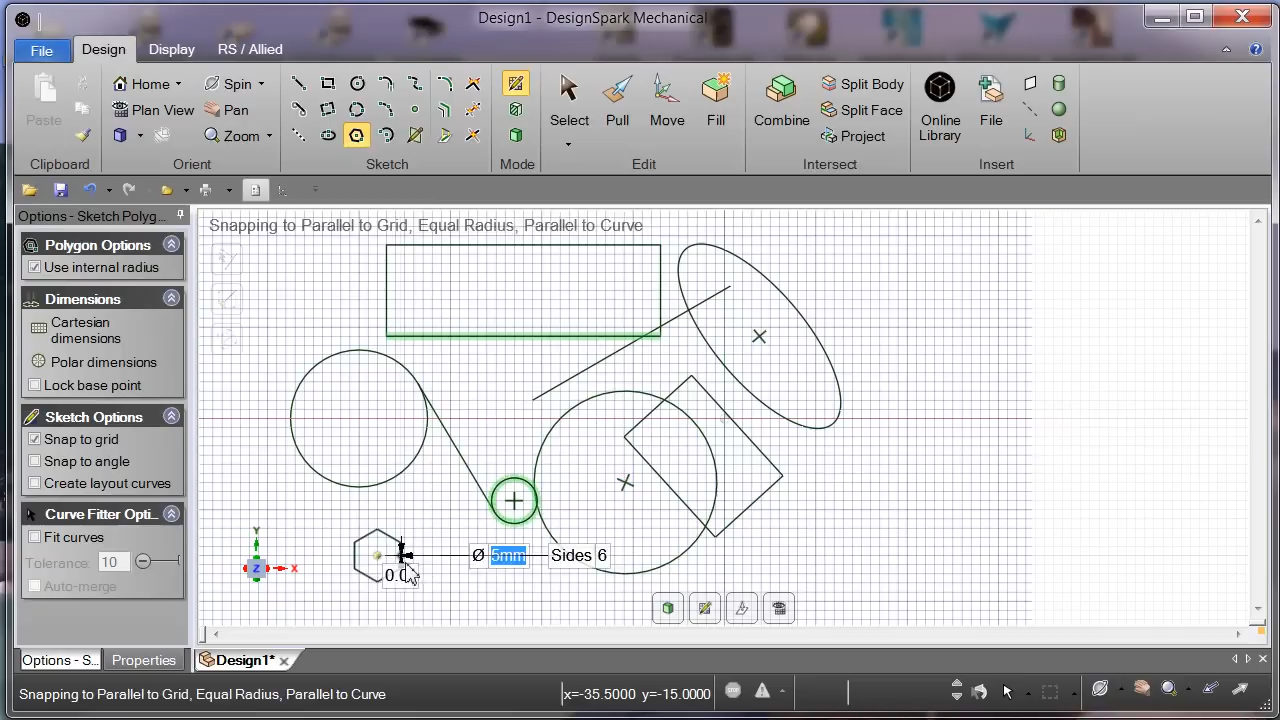 Design1 - DesignSpark Mechanical
File
Design
Display
RS / Allied
Paste
Home
Spin
Plan View
Pan
Zoom
Select
Pull
Move
Fill
Combine
Split Body
Split Face
Project
Online Library
File
Clipboard
Orient
Sketch
Mode
Edit
Intersect
Insert
Options - Sketch Polyg...
Polygon Options
Use internal radius
Dimensions
Cartesian
dimensions
Polar dimensions
Lock base point
Sketch Options
Snap to grid
Snap to angle
Create layout curves
Curve Fitter Opti...
Fit curves
Tolerance: 10
Auto-merge
Snapping to Parallel to Grid, Equal Radius, Parallel to Curve
Y
Z
X
Ø 5mm
Sides 6
0.0
Options - S...
Properties
Design1*
Snapping to Parallel to Grid, Equal Radius, Parallel to Curve
x=-35.5000 y=-15.0000